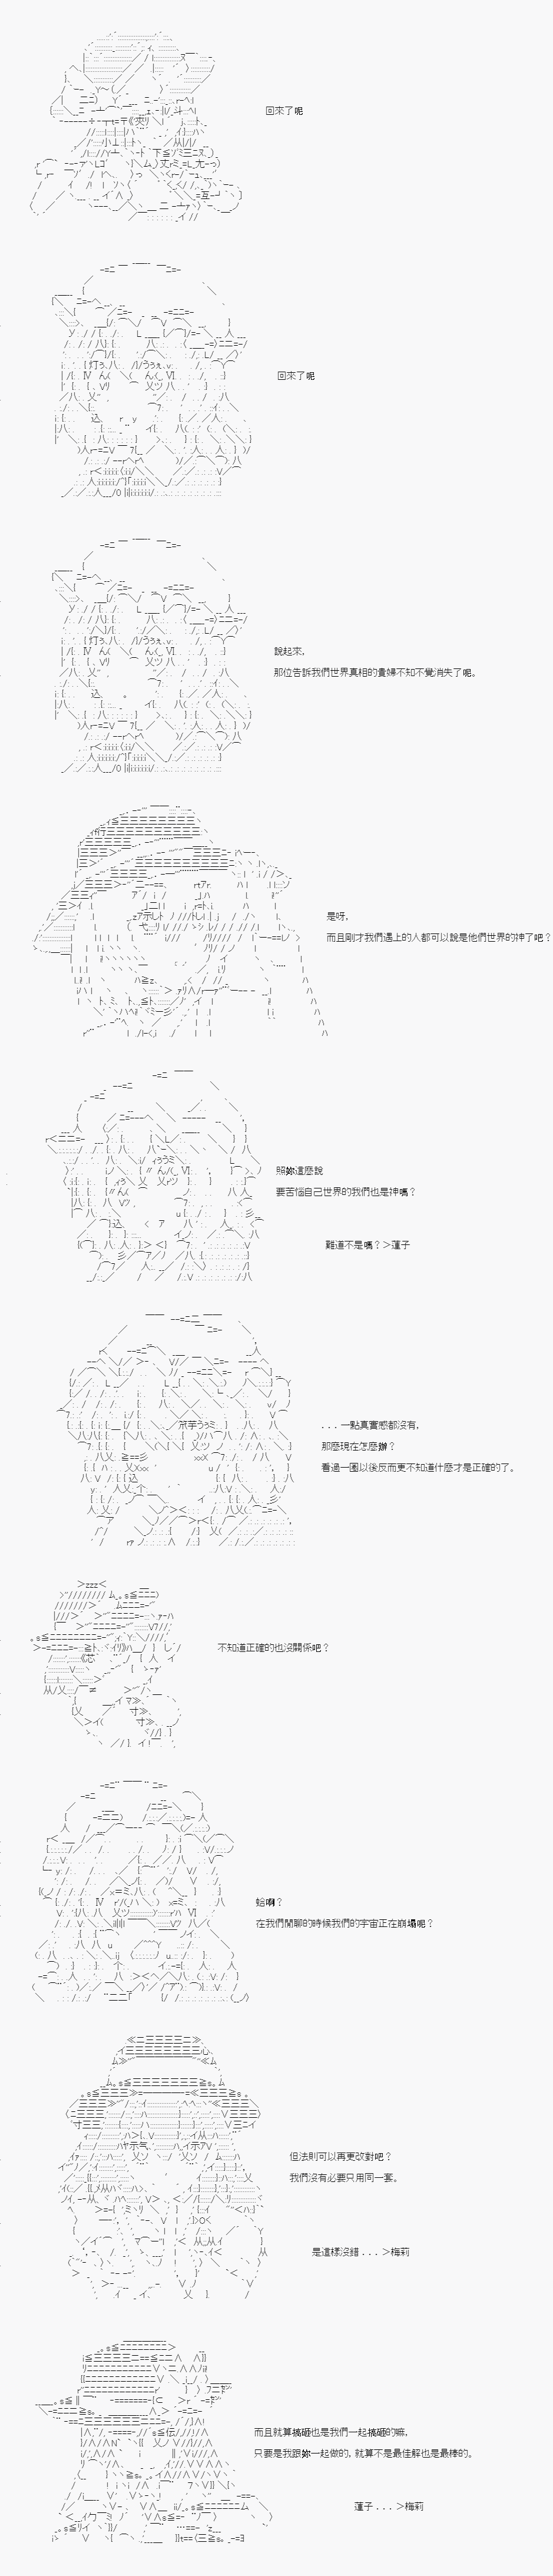 回來了呢
回來了呢
說起來，
那位告訴我們世界真相的貴婦不知不覺消失了呢。
是呀，
而且剛才我們遇上的人都可以說是他們世界的神了吧？
照妳這麼說
要苦惱自己世界的我們也是神嗎？
難道不是嗎？＞蓮子
．．．一點真實感都沒有，
那麼現在怎麼辦？
看過一圈以後反而更不知道什麼才是正確的了。
不知道正確的也沒關係吧？
蛤啊？
在我們閒聊的時候我們的宇宙正在崩塌呢？
但法則可以再更改對吧？
我們沒有必要只用同一套。
是這樣沒錯．．．＞梅莉
而且就算搞砸也是我們一起搞砸的嘛，
只要是我跟妳一起做的，就算不是最佳解也是最棒的。
蓮子．．．＞梅莉